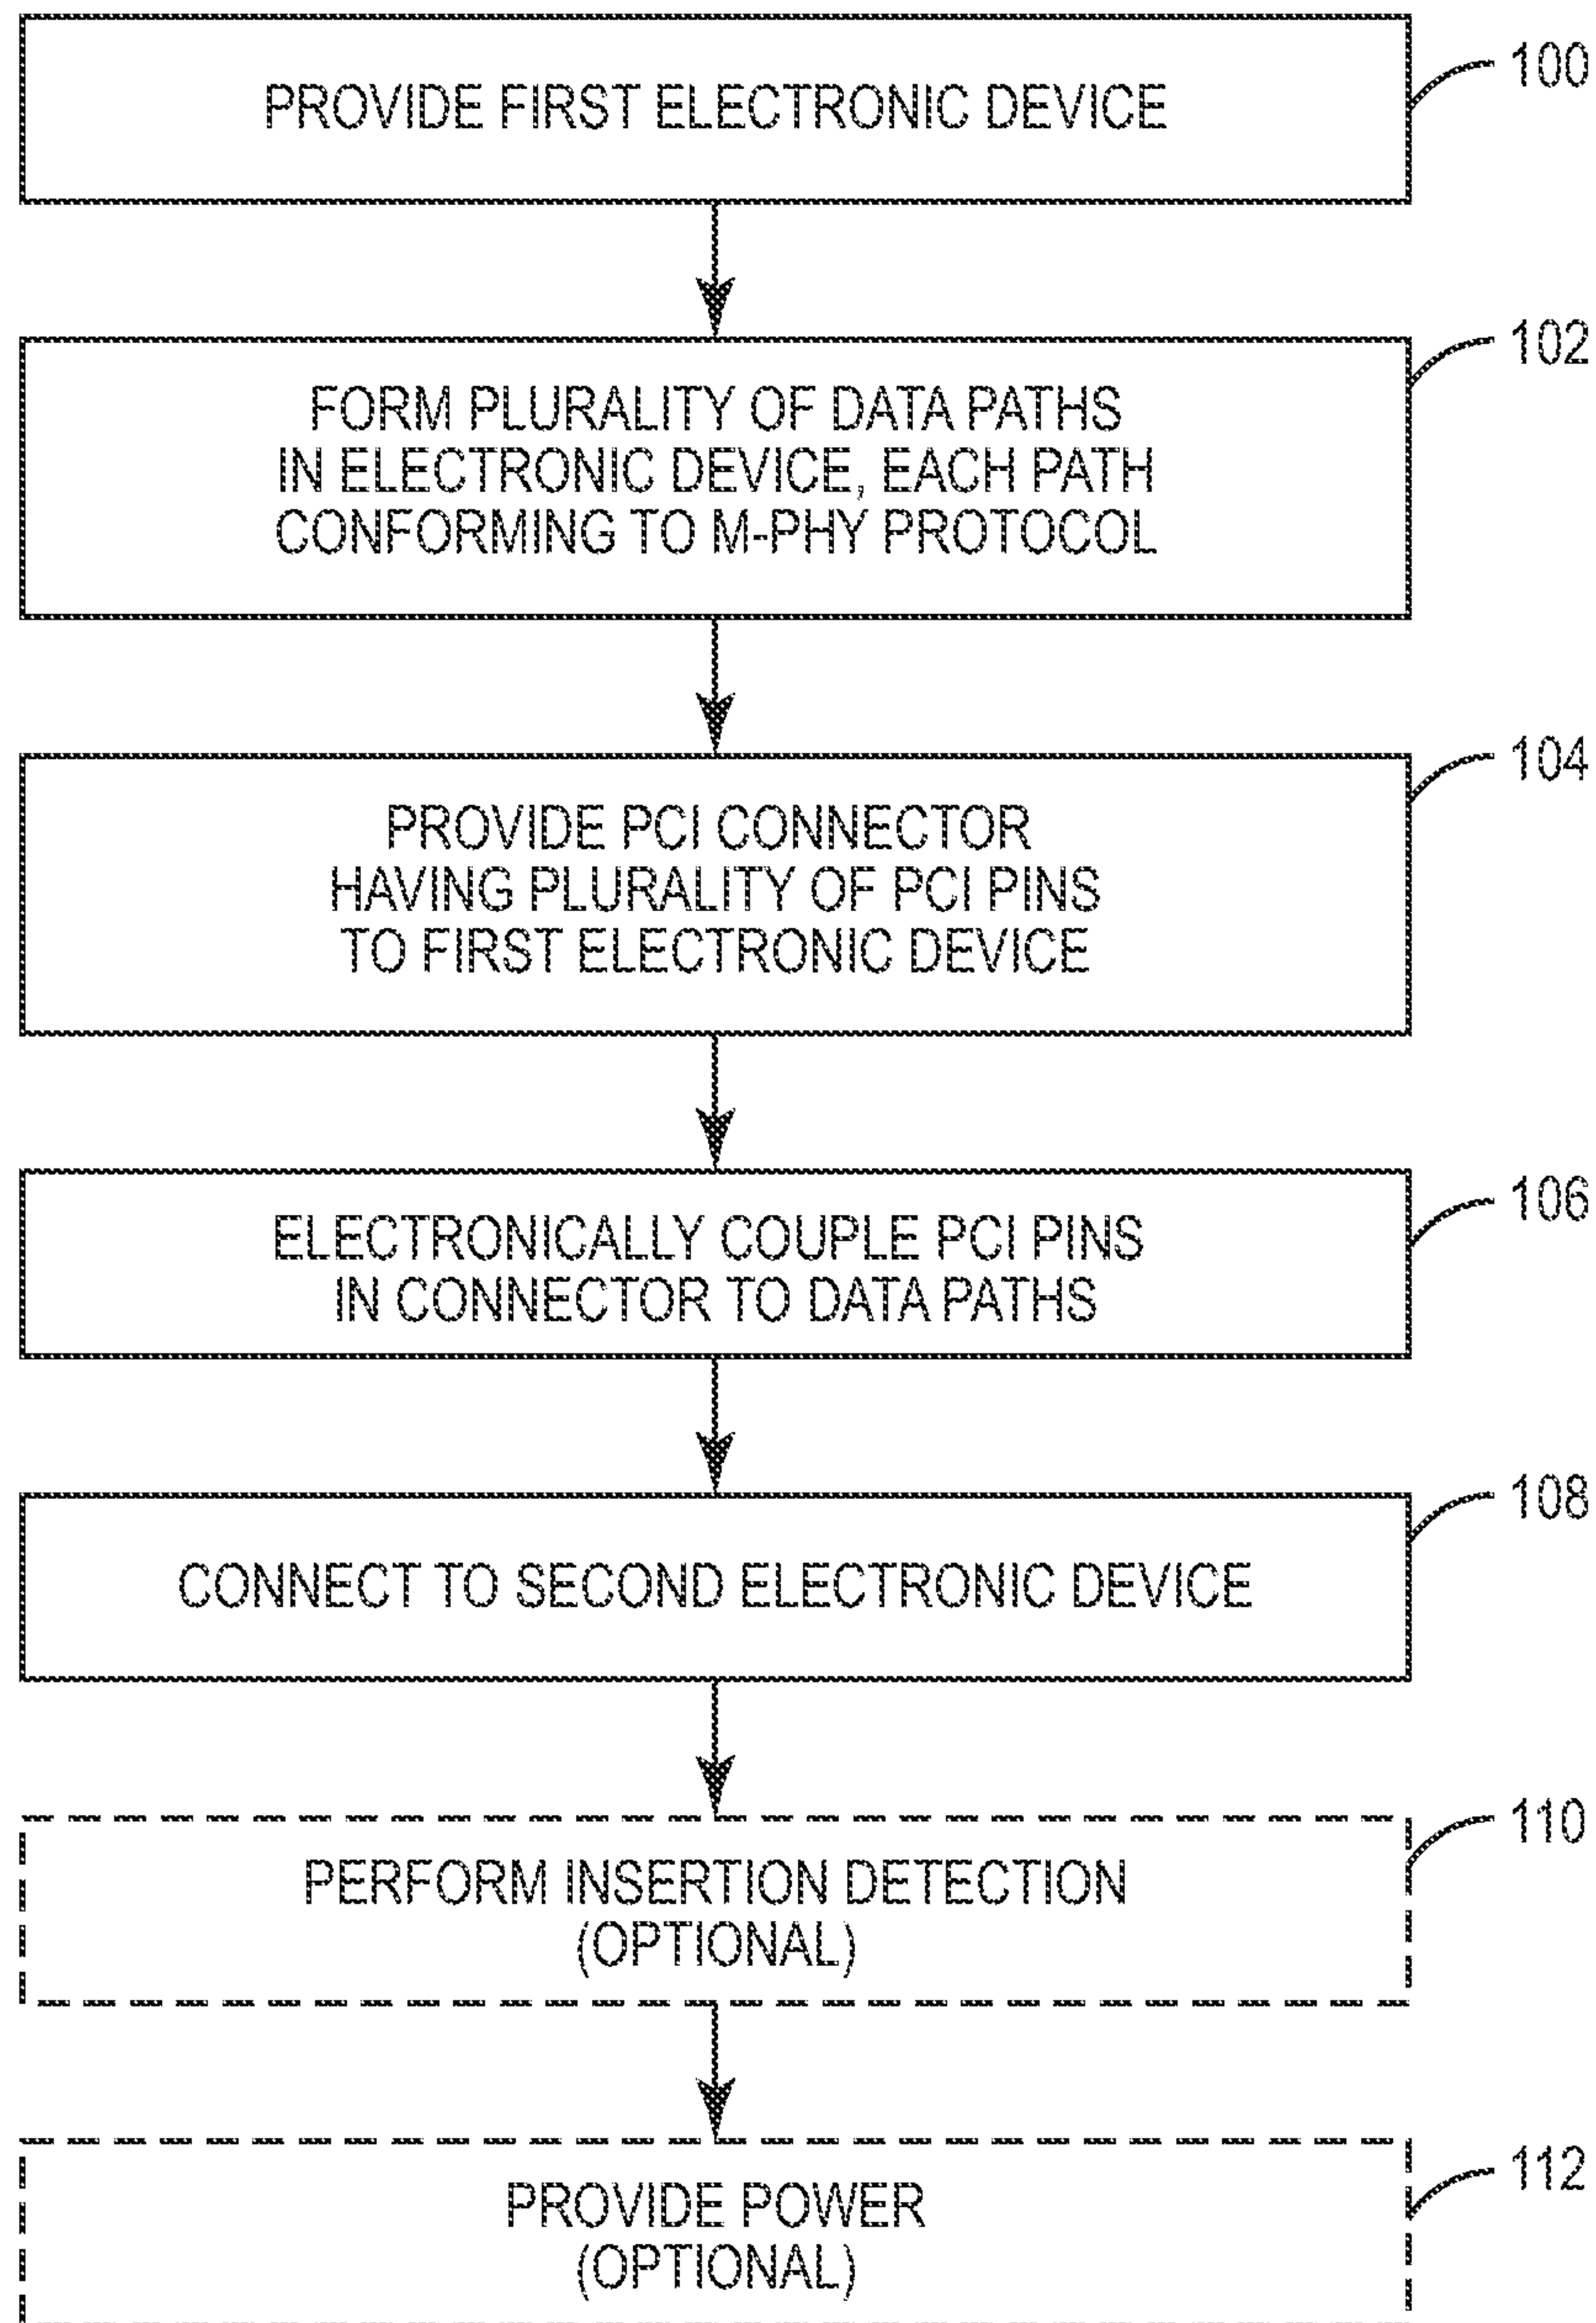 PROVIDE FIRST ELECTRONIC DEVICE
100
FORM PLURALITY OF DATA PATHS
IN ELECTRONIC DEVICE, EACH PATH
CONFORMING TO M-PHY PROTOCOL
102
PROVIDE PCI CONNECTOR
HAVING PLURALITY OF PCI PINS
TO FIRST ELECTRONIC DEVICE
104
ELECTRONICALLY COUPLE PCI PINS
IN CONNECTOR TO DATA PATHS
106
CONNECT TO SECOND ELECTRONIC DEVICE
108
PERFORM INSERTION DETECTION
(OPTIONAL)
110
PROVIDE POWER
(OPTIONAL)
112